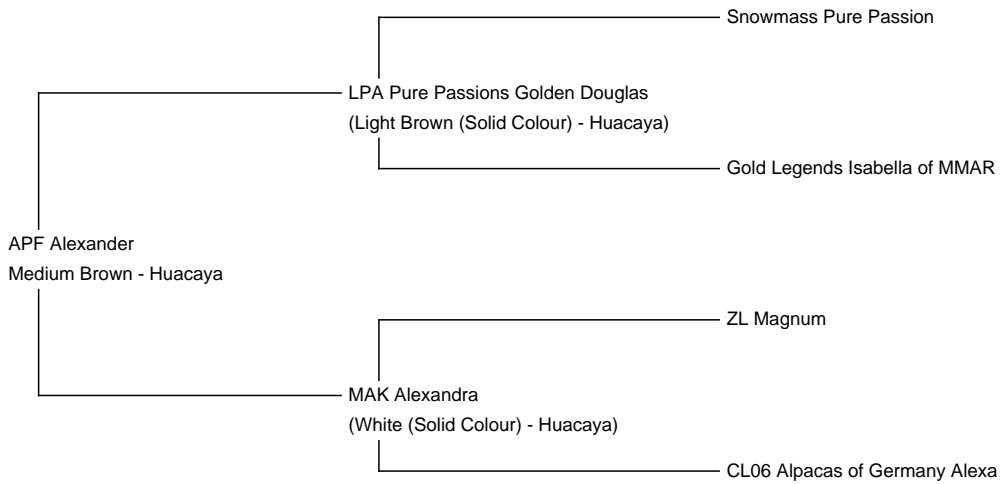 Snowmass Pure Passion
LPA Pure Passions Golden Douglas
(Light Brown (Solid Colour) - Huacaya)
Gold Legends Isabella of MMAR
APF Alexander
Medium Brown - Huacaya
ZL Magnum
MAK Alexandra
(White (Solid Colour) - Huacaya)
CL06 Alpacas of Germany Alexa